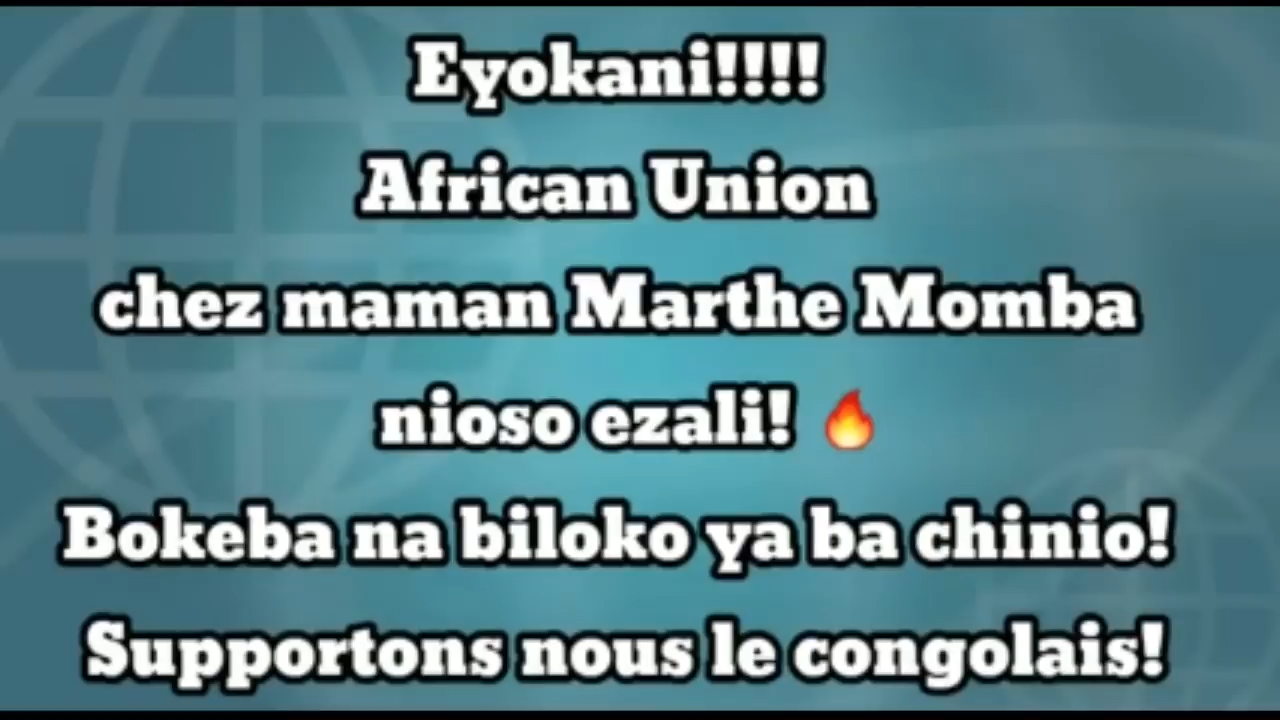 Eyokani!!!!
African Union
chez maman Marthe Momba
nioso ezali! 🔥
Bokeba na biloko ya ba chinio!
Supportons nous le congolais!